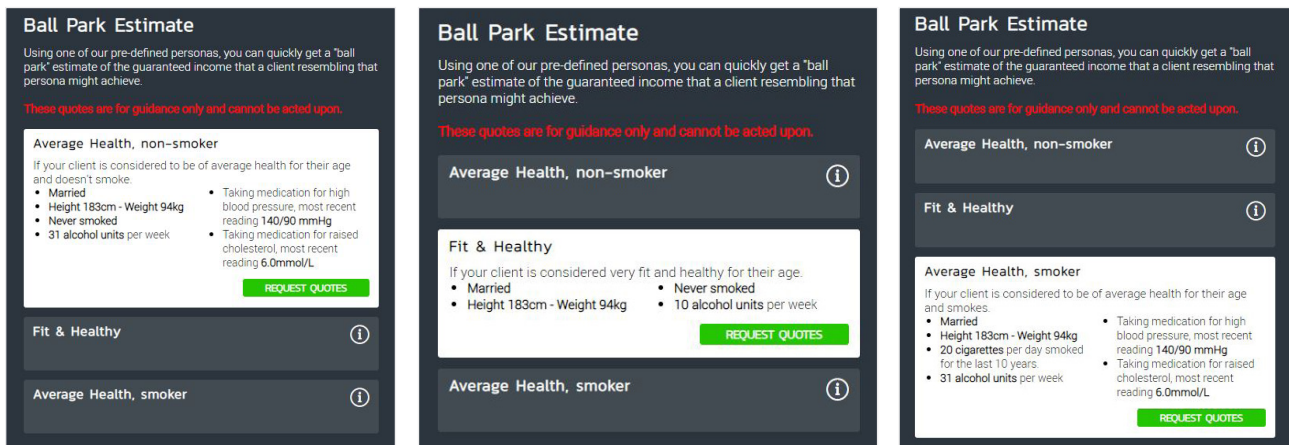 Ball Park Estimate
Using one of our pre-defined personas, you can quickly get a "ball
park" estimate of the guaranteed income that a client resembling that
persona might achieve.
These quotes are for guidance only and cannot be acted upon.
Average Health, non-smoker
If your client is considered to be of average health for their age
and doesn't smoke.
• Married
• Height 183cm - Weight 94kg
• Never smoked
• 31 alcohol units per week
• Taking medication for high
blood pressure, most recent
reading 140/90 mmHg
• Taking medication for raised
cholesterol, most recent
reading 6.0mmol/L
REQUEST QUOTES
Fit & Healthy
Average Health, smoker
Ball Park Estimate
Using one of our pre-defined personas, you can quickly get a "ball
park" estimate of the guaranteed income that a client resembling that
persona might achieve.
These quotes are for guidance only and cannot be acted upon.
Average Health, non-smoker
Fit & Healthy
If your client is considered very fit and healthy for their age.
• Married
• Height 183cm - Weight 94kg
• Never smoked
• 10 alcohol units per week
REQUEST QUOTES
Average Health, smoker
Ball Park Estimate
Using one of our pre-defined personas, you can quickly get a "ball
park" estimate of the guaranteed income that a client resembling that
persona might achieve.
These quotes are for guidance only and cannot be acted upon.
Average Health, non-smoker
Fit & Healthy
Average Health, smoker
If your client is considered to be of average health for their age
and smokes.
• Married
• Height 183cm - Weight 94kg
• 20 cigarettes per day smoked
for the last 10 years.
• 31 alcohol units per week
• Taking medication for high
blood pressure, most recent
reading 140/90 mmHg
• Taking medication for raised
cholesterol, most recent
reading 6.0mmol/L
REQUEST QUOTES